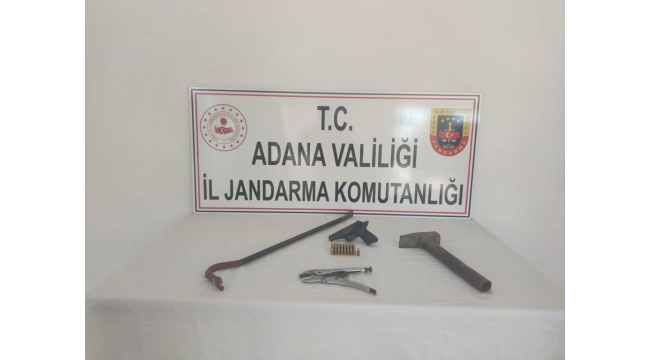 T.C.
ADANA VALİLİĞİ
İL JANDARMA KOMUTANLIĞI